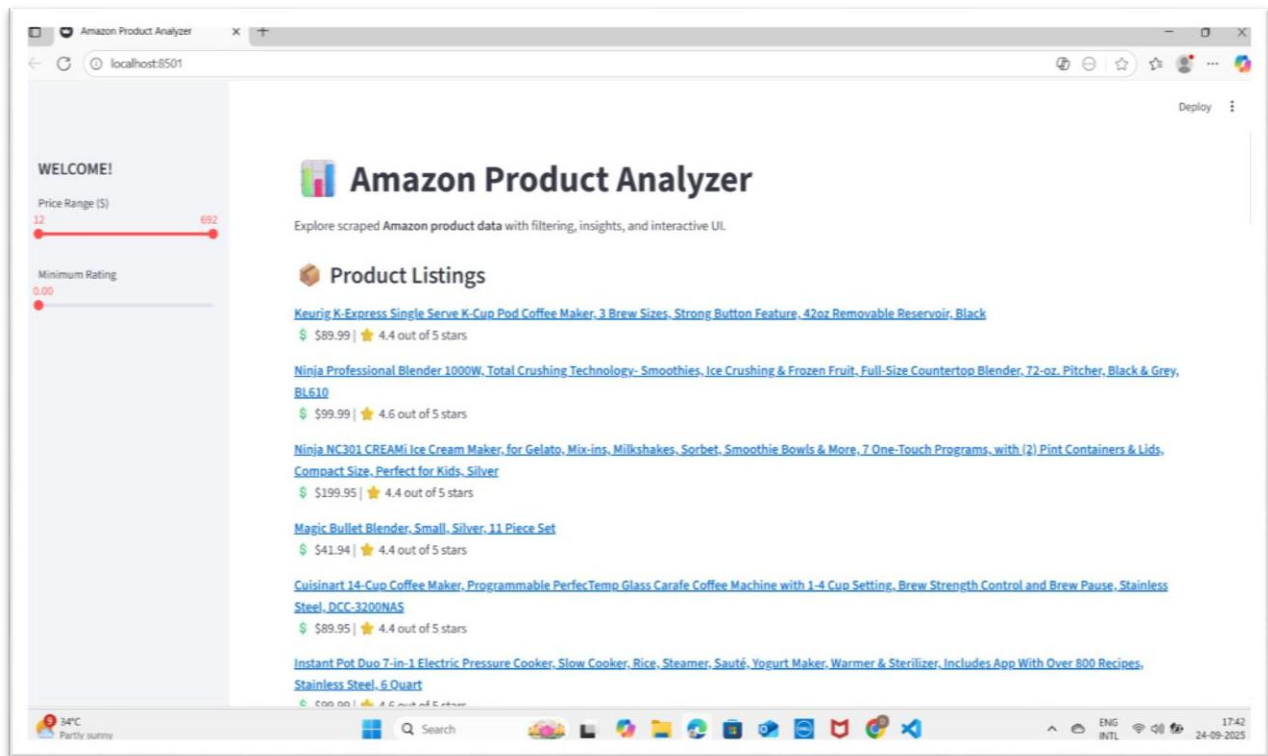 Amazon Product Analyzer
localhost:8501
Deploy
WELCOME!
Price Range ($)
12 692
Minimum Rating
0.00
Amazon Product Analyzer
Explore scraped Amazon product data with filtering, insights, and interactive UI.
Product Listings
Keurig K-Express Single Serve K-Cup Pod Coffee Maker, 3 Brew Sizes, Strong Button Feature, 42oz Removable Reservoir, Black
$ $89.99 | 4.4 out of 5 stars
Ninja Professional Blender 1000W, Total Crushing Technology- Smoothies, Ice Crushing & Frozen Fruit, Full-Size Countertop Blender, 72-oz. Pitcher, Black & Grey,
BL610
$ $99.99 | 4.6 out of 5 stars
Ninja NC301 CREAMi Ice Cream Maker, for Gelato, Mix-ins, Milkshakes, Sorbet, Smoothie Bowls & More, 7 One-Touch Programs, with (2) Pint Containers & Lids,
Compact Size, Perfect for Kids, Silver
$ $199.95 | 4.4 out of 5 stars
Magic Bullet Blender, Small, Silver, 11 Piece Set
$ $41.94 | 4.4 out of 5 stars
Cuisinart 14-Cup Coffee Maker, Programmable PerfecTemp Glass Carafe Coffee Machine with 1-4 Cup Setting, Brew Strength Control and Brew Pause, Stainless
Steel, DCC-3200NAS
$ $89.95 | 4.4 out of 5 stars
Instant Pot Duo 7-in-1 Electric Pressure Cooker, Slow Cooker, Rice, Steamer, Sauté, Yogurt Maker, Warmer & Sterilizer, Includes App With Over 800 Recipes,
Stainless Steel, 6 Quart
$ $99.99 | 4.6 out of 5 stars
34°C
Partly sunny
Search
ENG
INTL
17:42
24-09-2025